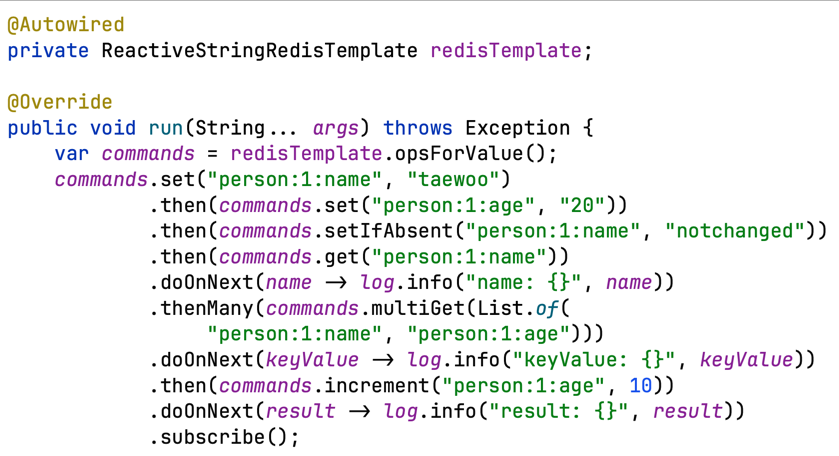 @Autowired
private ReactiveStringRedisTemplate redisTemplate;
@Override
public void run(String... args) throws Exception {
    var commands = redisTemplate.opsForValue();
    commands.set("person:1:name", "taewoo")
            .then(commands.set("person:1:age", "20"))
            .then(commands.setIfAbsent("person:1:name", "notchanged"))
            .then(commands.get("person:1:name"))
            .doOnNext(name -> log.info("name: {}", name))
            .thenMany(commands.multiGet(List.of(
                "person:1:name", "person:1:age")))
            .doOnNext(keyValue -> log.info("keyValue: {}", keyValue))
            .then(commands.increment("person:1:age", 10))
            .doOnNext(result -> log.info("result: {}", result))
            .subscribe();